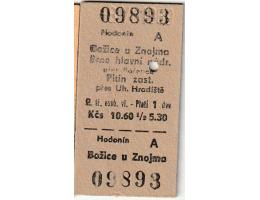 09893
Hodonín A
Božice u Znojma
Brno hlavní nádr.
přes
Pitín zast.
přes Uh. Hradiště
tř. osob. vl. - Platí 1 den
Kčs 10.60 ½ 5.30
Hodonín A
Božice u Znojma
09893